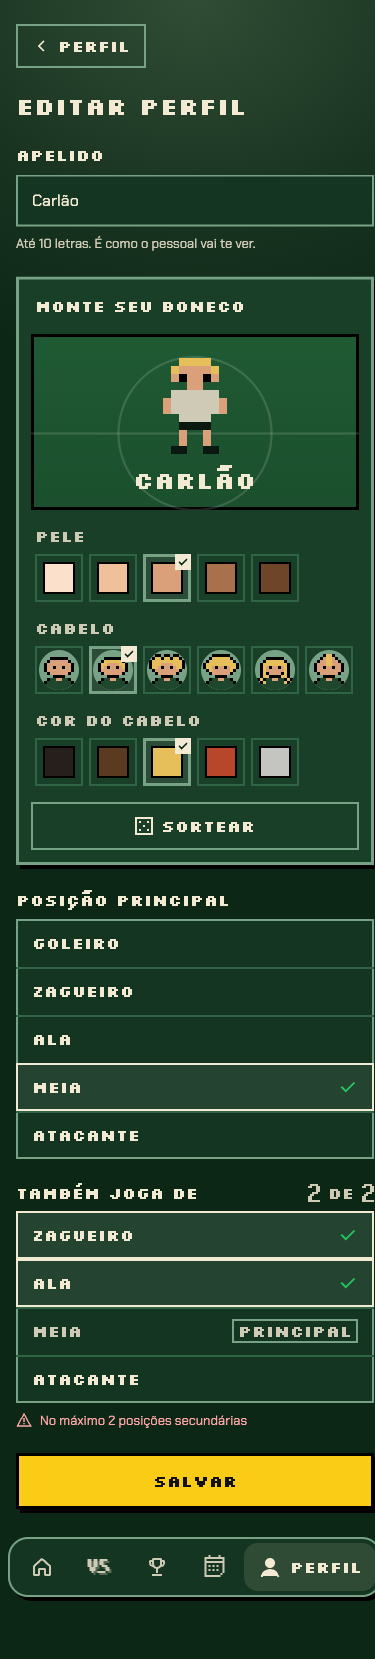 PERFIL
EDITAR PERFIL
APELIDO
Carlão
Até 10 letras. É como o pessoal vai te ver.
MONTE SEU BONECO
CARLÃO
PELE
CABELO
COR DO CABELO
SORTEAR
POSIÇÃO PRINCIPAL
GOLEIRO
ZAGUEIRO
ALA
MEIA
ATACANTE
TAMBÉM JOGA DE 2 DE 2
ZAGUEIRO
ALA
MEIA PRINCIPAL
ATACANTE
No máximo 2 posições secundárias
SALVAR
VS PERFIL